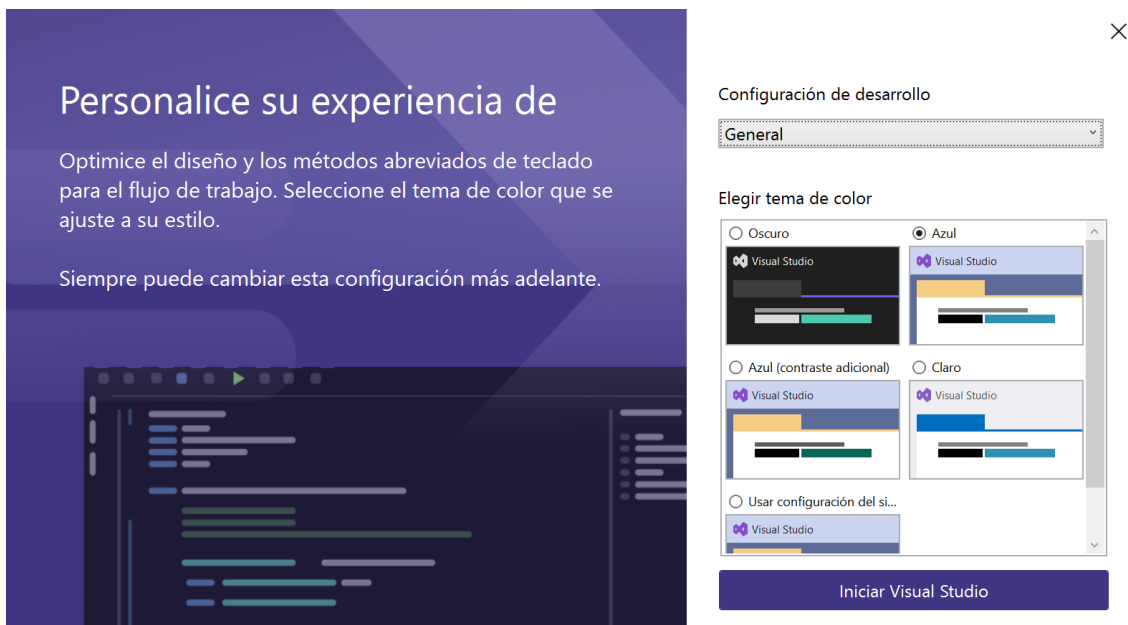 Personalice su experiencia de
Optimice el diseño y los métodos abreviados de teclado
para el flujo de trabajo. Seleccione el tema de color que se
ajuste a su estilo.
Siempre puede cambiar esta configuración más adelante.
Configuración de desarrollo
General
Elegir tema de color
Oscuro
Azul
Visual Studio
Visual Studio
Azul (contraste adicional)
Claro
Visual Studio
Visual Studio
Usar configuración del si...
Visual Studio
Iniciar Visual Studio